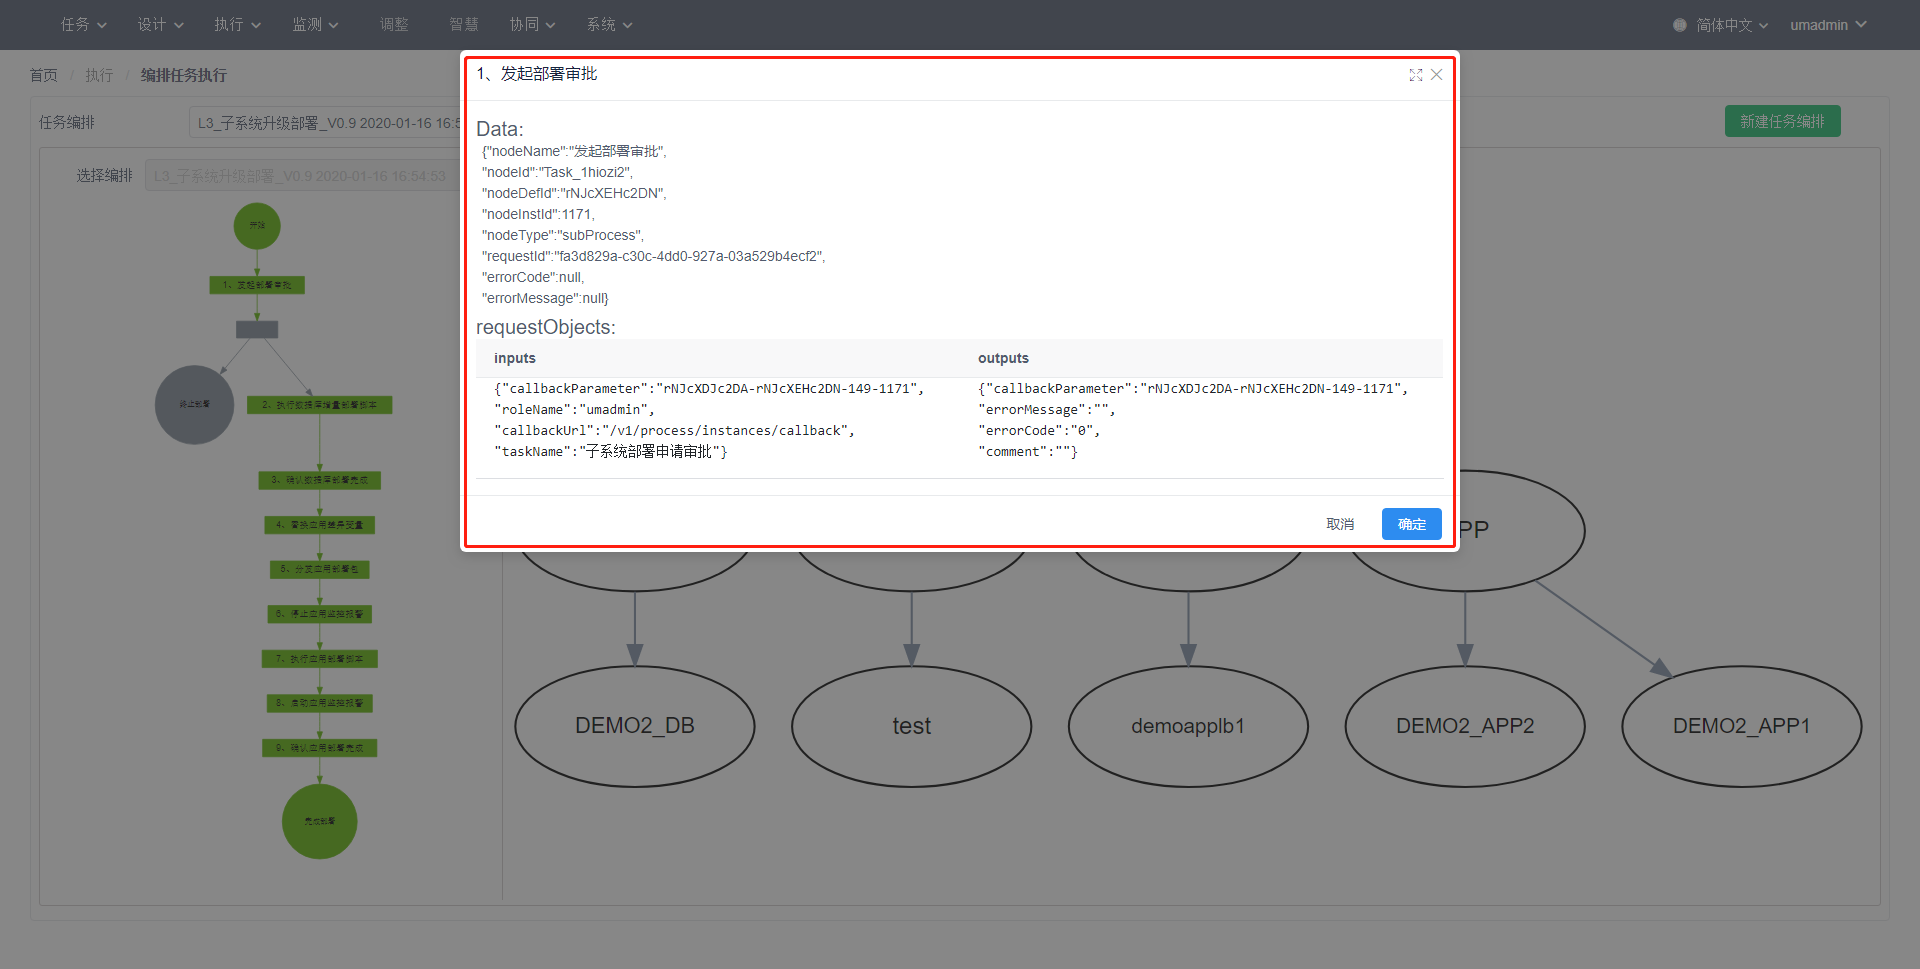 任务 设计 执行 监测 调整 智慧 协同 系统 简体中文 umadmin
首页 / 执行 / 编排任务执行
任务编排 L3_子系统升级部署_V0.9 2020-01-16 16:5
新建任务编排
选择编排 L3_子系统升级部署_V0.9 2020-01-16 16:54:53
开始
1、发起部署审批
终止部署
2、执行数据库增量部署脚本
3、确认数据库部署完成
4、替换应用差异变量
5、分发应用部署包
6、停止应用监控报警
7、执行应用部署脚本
8、启动应用监控报警
9、确认应用部署完成
完成部署
1、发起部署审批
Data:
{"nodeName":"发起部署审批",
"nodeId":"Task_1hiozi2",
"nodeDefId":"rNJcXEHc2DN",
"nodeInstId":1171,
"nodeType":"subProcess",
"requestId":"fa3d829a-c30c-4dd0-927a-03a529b4ecf2",
"errorCode":null,
"errorMessage":null}
requestObjects:
inputs
{"callbackParameter":"rNJcXDJc2DA-rNJcXEHc2DN-149-1171",
"roleName":"umadmin",
"callbackUrl":"/v1/process/instances/callback",
"taskName":"子系统部署申请审批"}
outputs
{"callbackParameter":"rNJcXDJc2DA-rNJcXEHc2DN-149-1171",
"errorMessage":"",
"errorCode":"0",
"comment":""}
取消 确定
PP
DEMO2_DB
test
demoapplb1
DEMO2_APP2
DEMO2_APP1